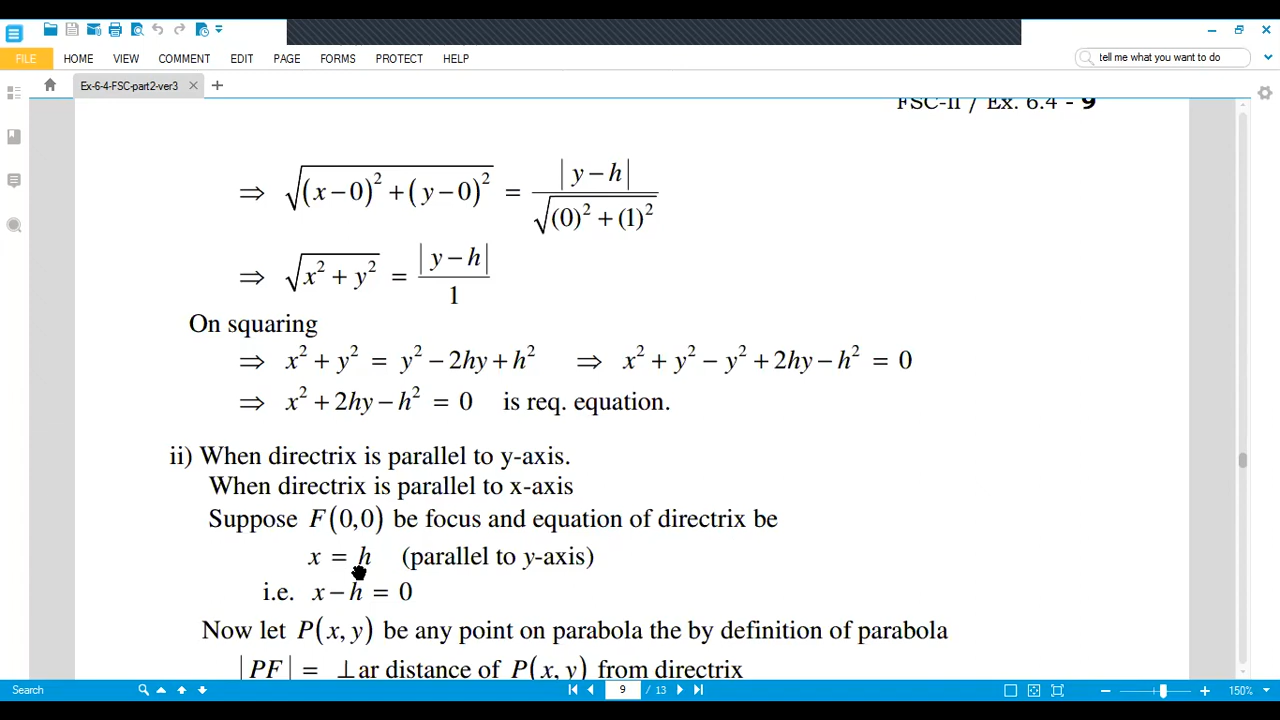 FILE HOME VIEW COMMENT EDIT PAGE FORMS PROTECT HELP tell me what you want to do
Ex-6-4-FSC-part2-ver3
FSC-II / Ex. 6.4 - 9
⇒ √((x−0)² + (y−0)²) = |y−h| / √((0)² + (1)²)
⇒ √(x² + y²) = |y−h| / 1
On squaring
⇒ x² + y² = y² − 2hy + h² ⇒ x² + y² − y² + 2hy − h² = 0
⇒ x² + 2hy − h² = 0 is req. equation.
ii) When directrix is parallel to y-axis.
When directrix is parallel to x-axis
Suppose F(0,0) be focus and equation of directrix be
x = h (parallel to y-axis)
i.e. x − h = 0
Now let P(x, y) be any point on parabola the by definition of parabola
|PF| = ⊥ar distance of P(x, y) from directrix
Search 9 / 13 150%